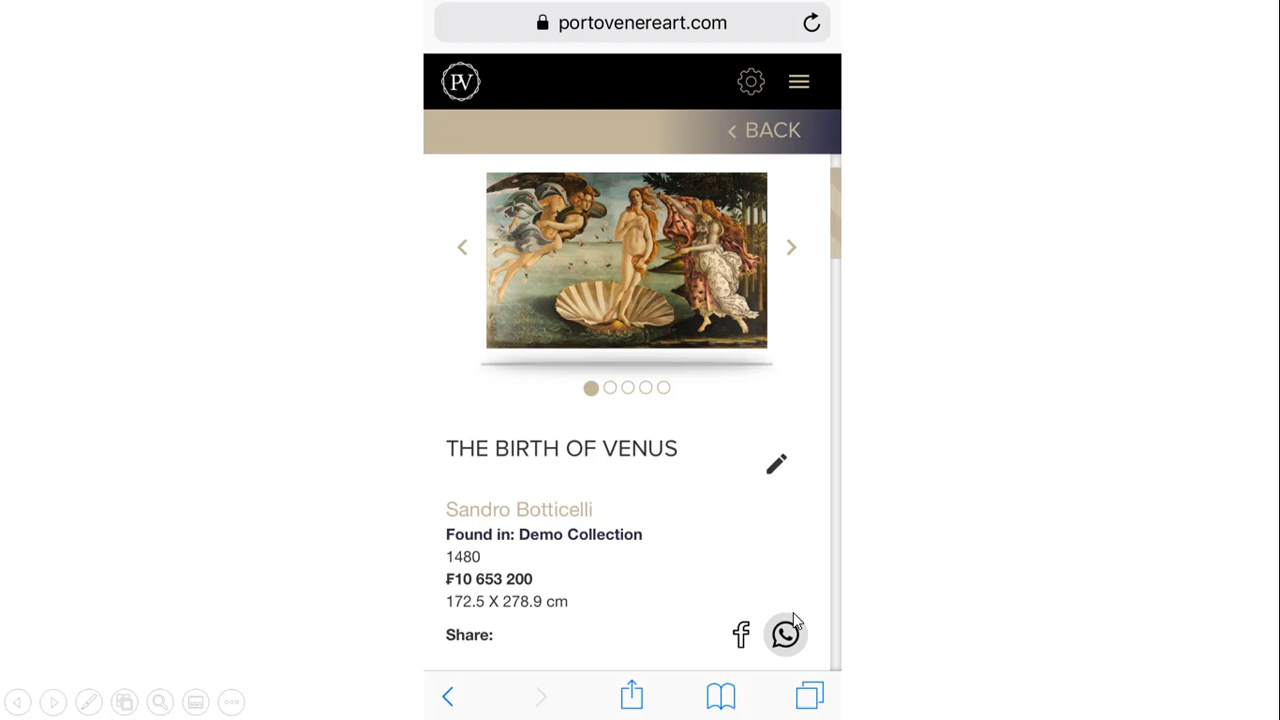 portovenereart.com
PV
< BACK
THE BIRTH OF VENUS
Sandro Botticelli
Found in: Demo Collection
1480
₣10 653 200
172.5 X 278.9 cm
Share: